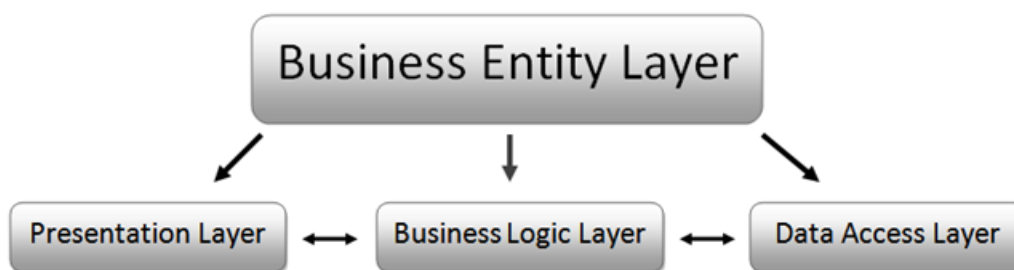 Business Entity Layer
Presentation Layer
Business Logic Layer
Data Access Layer